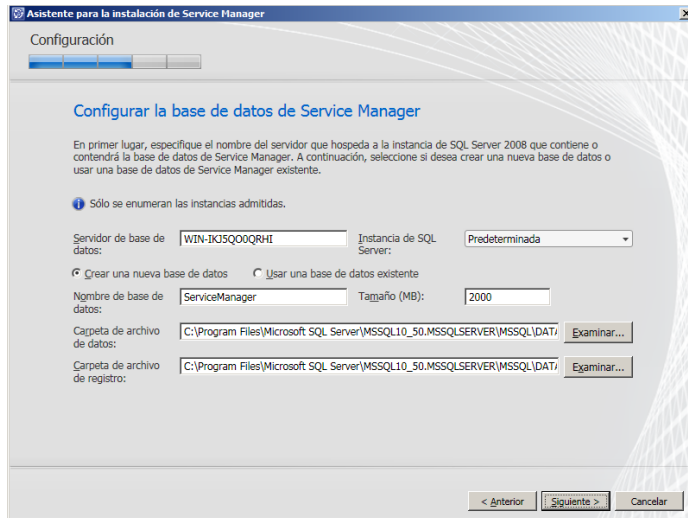 Asistente para la instalación de Service Manager
Configuración
Configurar la base de datos de Service Manager
En primer lugar, especifique el nombre del servidor que hospeda a la instancia de SQL Server 2008 que contiene o
contendrá la base de datos de Service Manager. A continuación, seleccione si desea crear una nueva base de datos o
usar una base de datos de Service Manager existente.
Sólo se enumeran las instancias admitidas.
Servidor de base de
datos:
WIN-IKJ5QO0QRHI
Instancia de SQL
Server:
Predeterminada
Crear una nueva base de datos
Usar una base de datos existente
Nombre de base de
datos:
ServiceManager
Tamaño (MB):
2000
Carpeta de archivo
de datos:
C:\Program Files\Microsoft SQL Server\MSSQL10_50.MSSQLSERVER\MSSQL\DATA
Examinar...
Carpeta de archivo
de registro:
C:\Program Files\Microsoft SQL Server\MSSQL10_50.MSSQLSERVER\MSSQL\DATA
Examinar...
< Anterior
Siguiente >
Cancelar